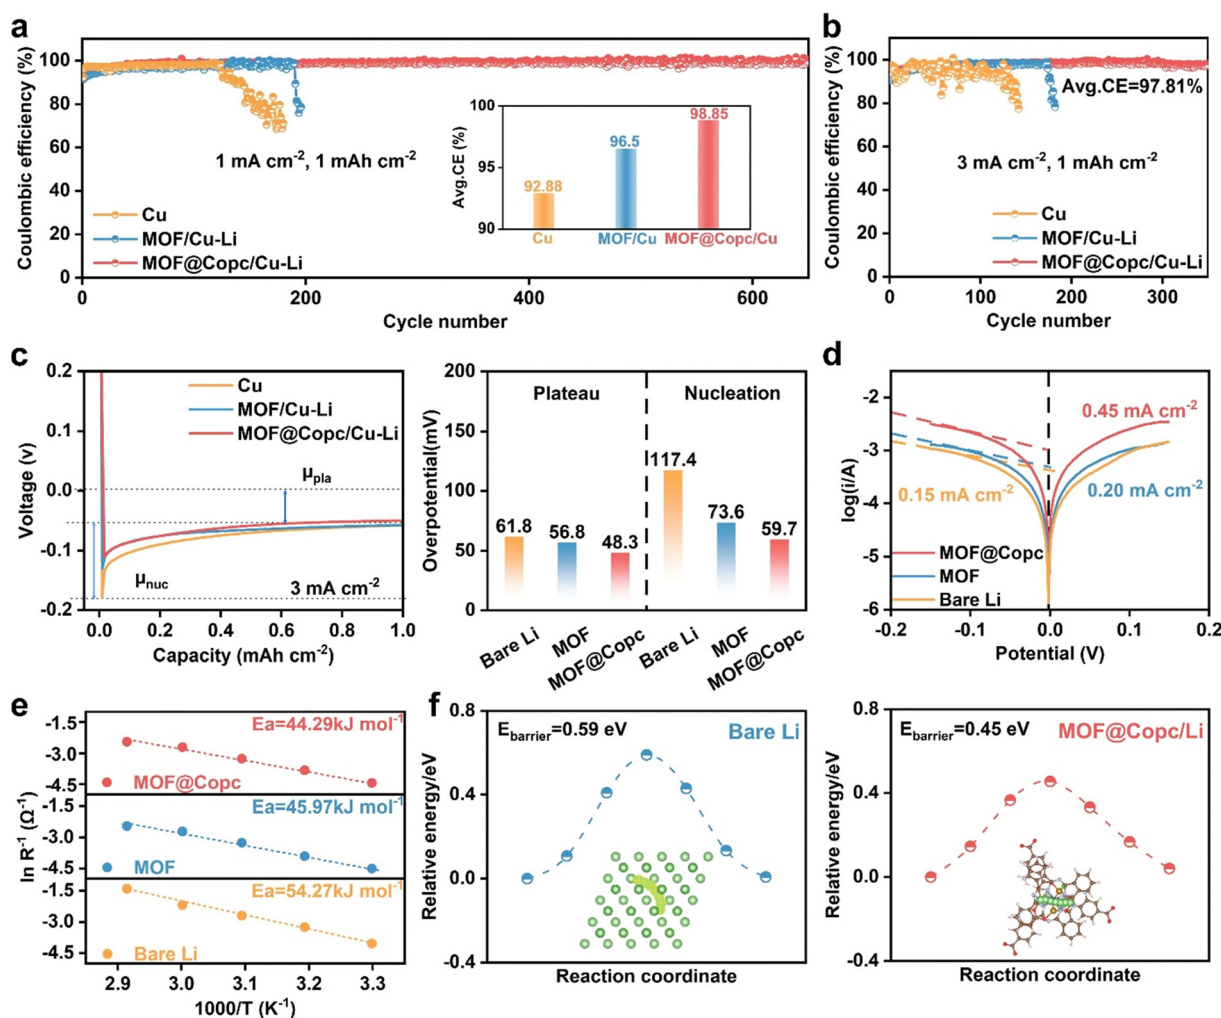 a
Coulombic efficiency (%)
100
80
60
40
20
0
1 mA cm⁻², 1 mAh cm⁻²
Cu
MOF/Cu-Li
MOF@Copc/Cu-Li
0
200
400
600
Cycle number
Avg.CE (%)
100
95
90
92.88
96.5
98.85
Cu
MOF/Cu
MOF@Copc/Cu
b
Coulombic efficiency (%)
100
80
60
40
20
0
Avg.CE=97.81%
3 mA cm⁻², 1 mAh cm⁻²
Cu
MOF/Cu-Li
MOF@Copc/Cu-Li
0
100
200
300
Cycle number
c
Voltage (v)
0.2
0.1
0.0
-0.1
-0.2
Cu
MOF/Cu-Li
MOF@Copc/Cu-Li
μpla
μnuc
3 mA cm⁻²
0.0
0.2
0.4
0.6
0.8
1.0
Capacity (mAh cm⁻²)
Overpotential(mV)
200
150
100
50
0
Plateau
Nucleation
61.8
56.8
48.3
117.4
73.6
59.7
Bare Li
MOF
MOF@Copc
Bare Li
MOF
MOF@Copc
d
log(i/A)
-1
-2
-3
-4
-5
-6
0.45 mA cm⁻²
0.15 mA cm⁻²
0.20 mA cm⁻²
MOF@Copc
MOF
Bare Li
-0.2
-0.1
0.0
0.1
0.2
Potential (V)
e
ln R⁻¹ (Ω⁻¹)
-1.5
-3.0
-4.5
Ea=44.29kJ mol⁻¹
MOF@Copc
-1.5
-3.0
-4.5
Ea=45.97kJ mol⁻¹
MOF
-1.5
-3.0
-4.5
Ea=54.27kJ mol⁻¹
Bare Li
2.9
3.0
3.1
3.2
3.3
1000/T (K⁻¹)
f
Relative energy/eV
0.8
0.4
0.0
-0.4
Ebarrier=0.59 eV
Bare Li
Reaction coordinate
Relative energy/eV
0.8
0.4
0.0
-0.4
Ebarrier=0.45 eV
MOF@Copc/Li
Reaction coordinate